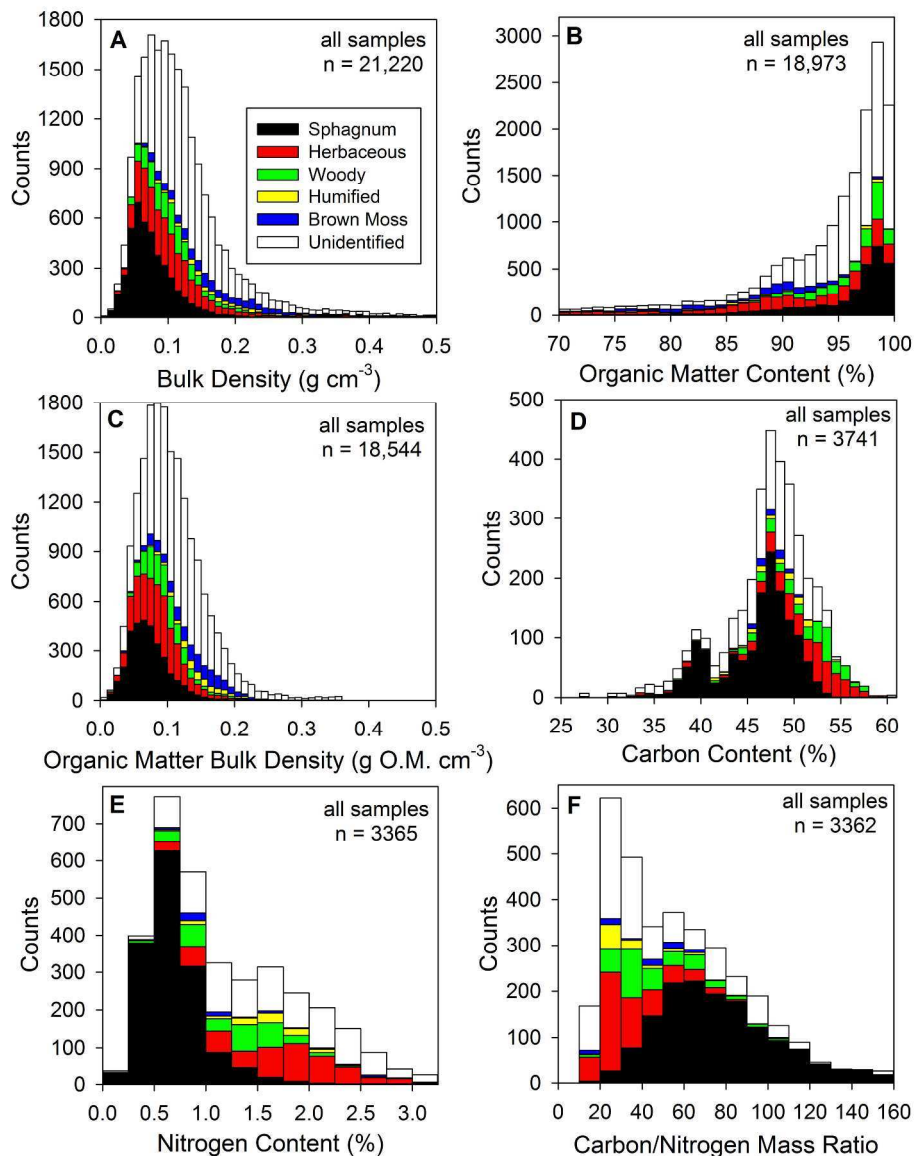 A
all samples
n = 21,220
Sphagnum
Herbaceous
Woody
Humified
Brown Moss
Unidentified
Counts
1800
1500
1200
900
600
300
0
0.0 0.1 0.2 0.3 0.4 0.5
Bulk Density (g cm-3)
B
all samples
n = 18,973
Counts
3000
2500
2000
1500
1000
500
0
70 75 80 85 90 95 100
Organic Matter Content (%)
C
all samples
n = 18,544
Counts
1800
1500
1200
900
600
300
0
0.0 0.1 0.2 0.3 0.4 0.5
Organic Matter Bulk Density (g O.M. cm-3)
D
all samples
n = 3741
Counts
500
400
300
200
100
0
25 30 35 40 45 50 55 60
Carbon Content (%)
E
all samples
n = 3365
Counts
700
600
500
400
300
200
100
0
0.0 0.5 1.0 1.5 2.0 2.5 3.0
Nitrogen Content (%)
F
all samples
n = 3362
Counts
600
500
400
300
200
100
0
0 20 40 60 80 100 120 140 160
Carbon/Nitrogen Mass Ratio